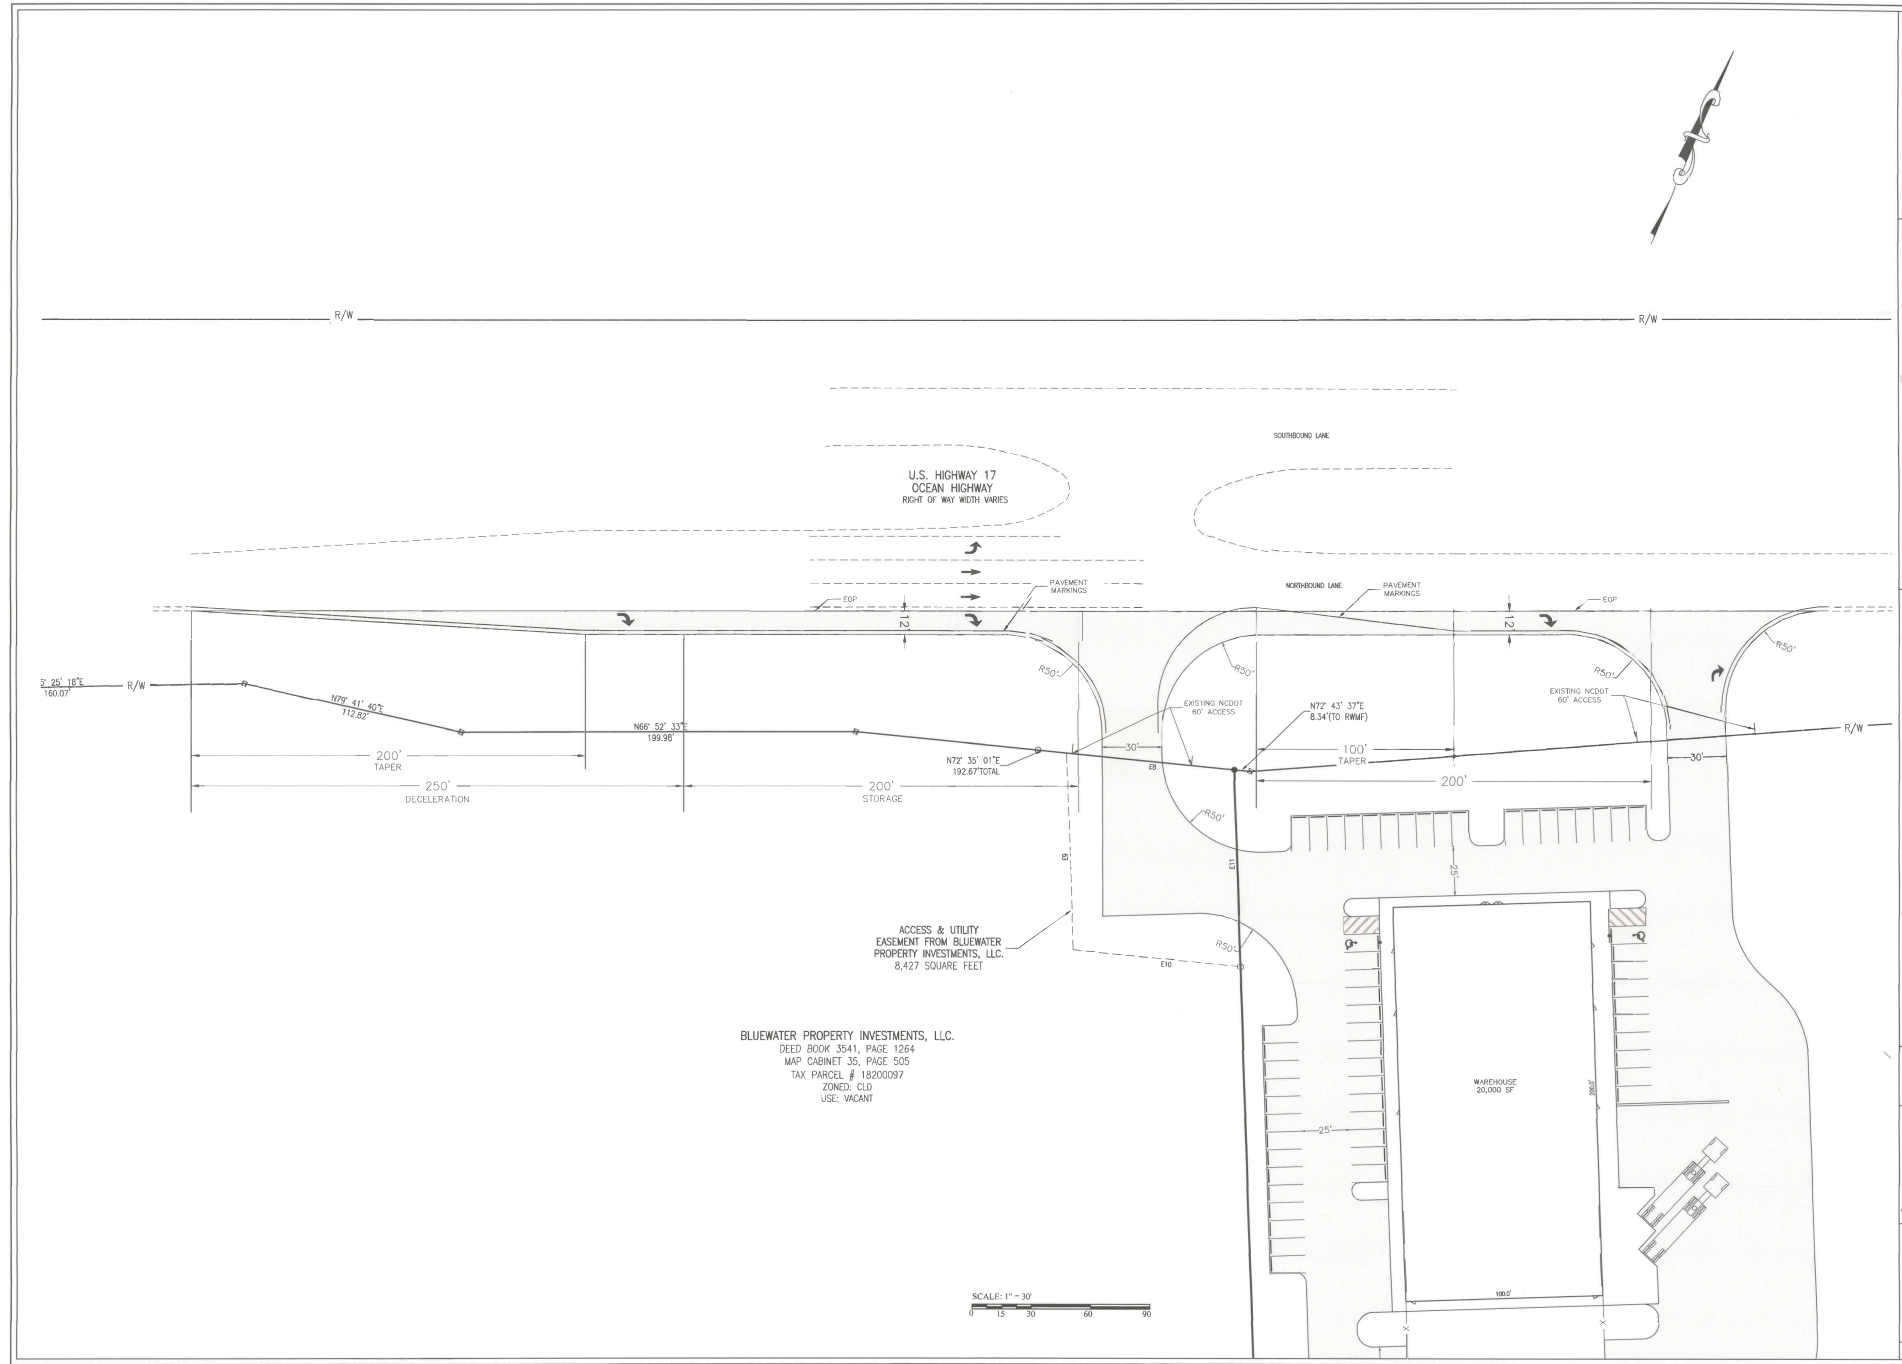 R/W
R/W
SOUTHBOUND LANE
U.S. HIGHWAY 17
OCEAN HIGHWAY
RIGHT OF WAY WIDTH VARIES
PAVEMENT
MARKINGS
NORTHBOUND LANE
PAVEMENT
MARKINGS
EOP
EOP
12'
12'
R50'
R50'
R50'
R50'
25' 18"E
160.07'
R/W
N79° 41' 40"E
112.82'
N66° 52' 33"E
199.98'
EXISTING NCDOT
60' ACCESS
N72° 43' 37"E
8.34'(TO RWMF)
EXISTING NCDOT
60' ACCESS
R/W
200'
TAPER
N72° 35' 01"E
192.67'TOTAL
30'
E8
100'
TAPER
30'
250'
DECELERATION
200'
STORAGE
200'
R50'
E9
E11
25'
ACCESS & UTILITY
EASEMENT FROM BLUEWATER
PROPERTY INVESTMENTS, LLC.
8,427 SQUARE FEET
R50'
E10
BLUEWATER PROPERTY INVESTMENTS, LLC.
DEED BOOK 3541, PAGE 1264
MAP CABINET 35, PAGE 505
TAX PARCEL # 18200097
ZONED: CLD
USE: VACANT
WAREHOUSE
20,000 SF
200.0'
25'
100.0'
SCALE: 1" = 30'
0 15 30 60 90
X X